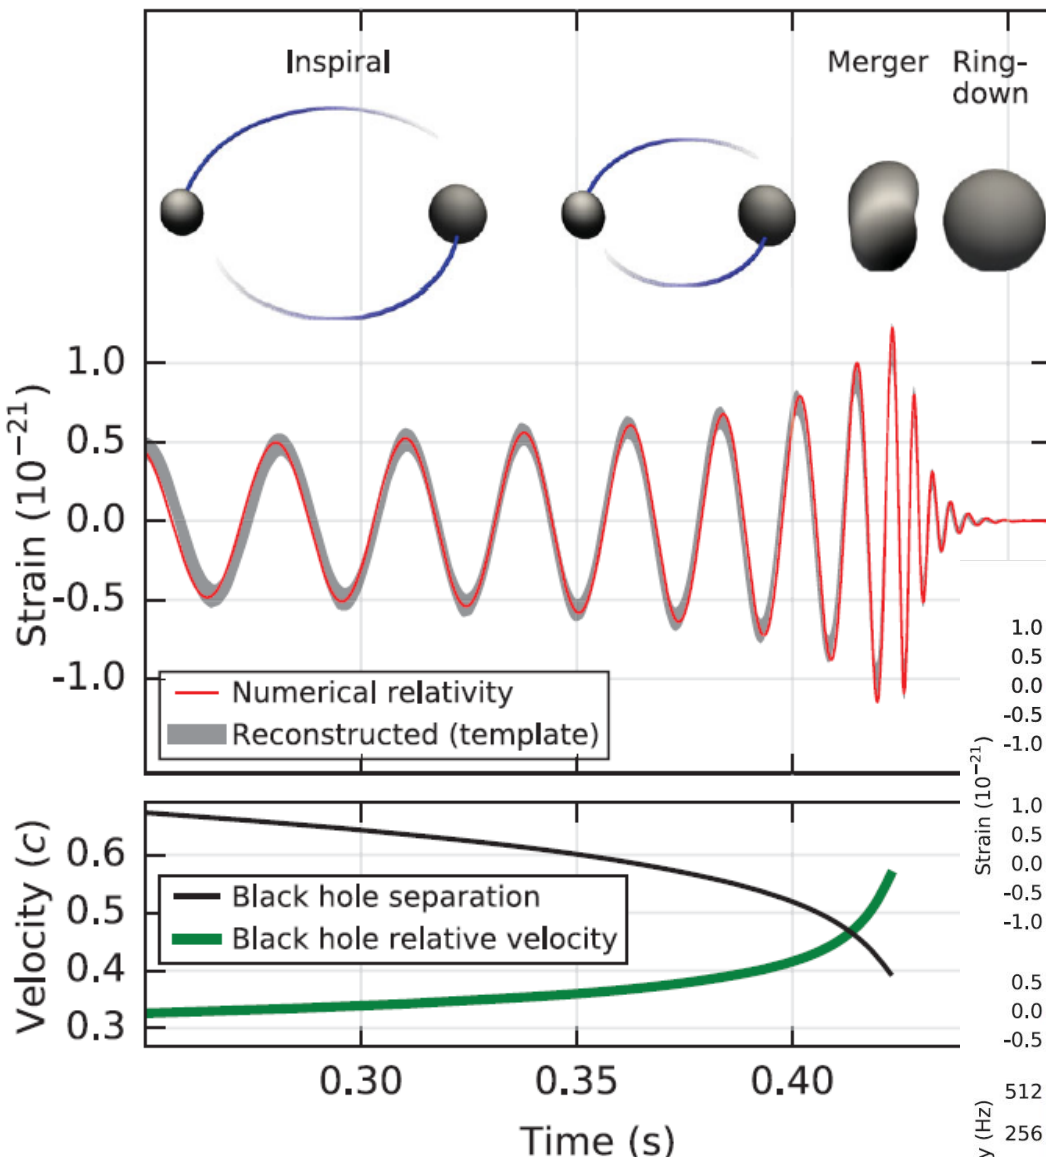 Inspiral
Merger
Ring-
down
Strain (10⁻²¹)
1.0
0.5
0.0
-0.5
-1.0
Numerical relativity
Reconstructed (template)
Velocity (c)
0.6
0.5
0.4
0.3
Black hole separation
Black hole relative velocity
0.30
0.35
0.40
Time (s)
Strain (10⁻²¹)
1.0
0.5
0.0
-0.5
-1.0
1.0
0.5
0.0
-0.5
-1.0
0.5
0.0
-0.5
(Hz)
512
256